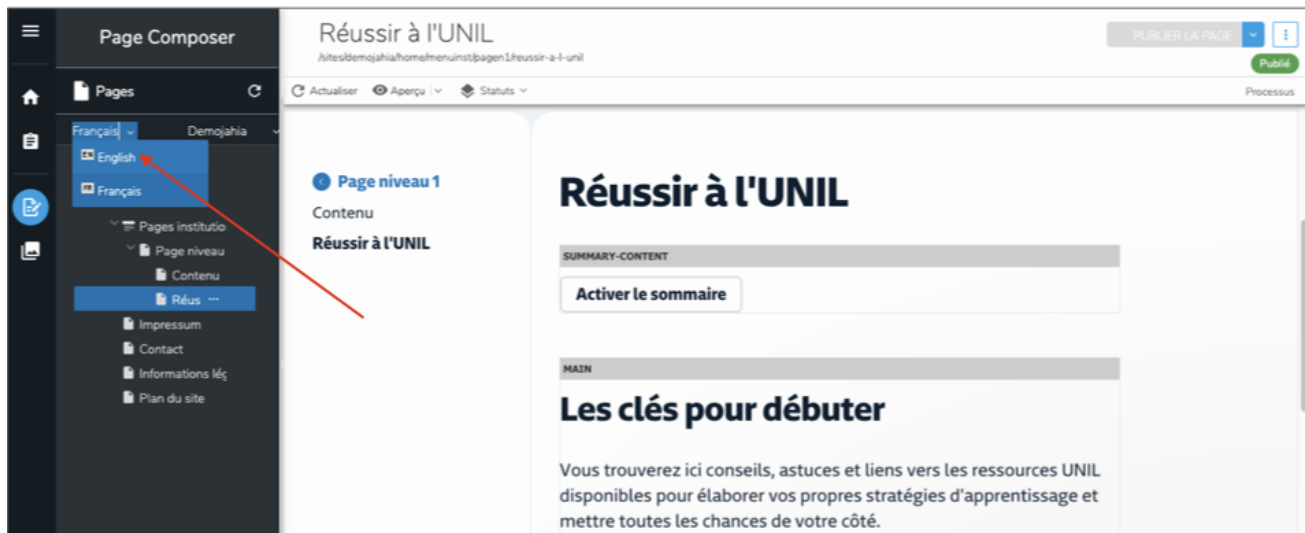 Page Composer
Pages
Français
Demojahia
English
Français
Pages institutio
Page niveau
Contenu
Réus ···
Impressum
Contact
Informations lég
Plan du site
Réussir à l'UNIL
/sites/demojahia/home/menuinst/pagen1/reussir-a-l-unil
PUBLIER LA PAGE
Publié
Actualiser Aperçu Statuts
Processus
Page niveau 1
Contenu
Réussir à l'UNIL
Réussir à l'UNIL
SUMMARY-CONTENT
Activer le sommaire
MAIN
Les clés pour débuter
Vous trouverez ici conseils, astuces et liens vers les ressources UNIL
disponibles pour élaborer vos propres stratégies d'apprentissage et
mettre toutes les chances de votre côté.